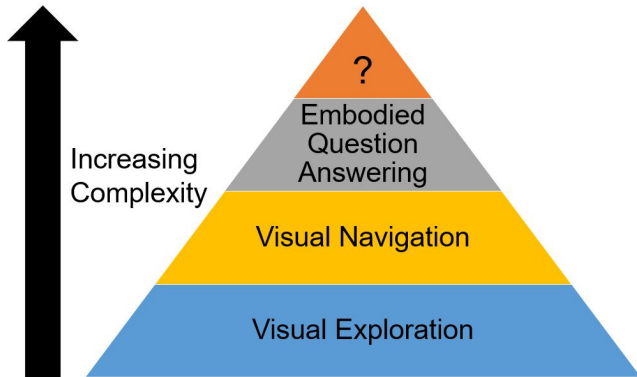 ?
Embodied
Question
Answering
Increasing
Complexity
Visual Navigation
Visual Exploration